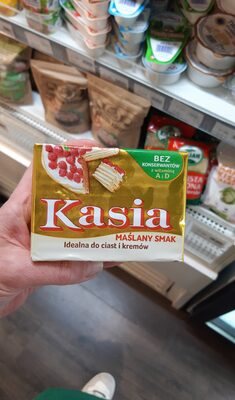 BEZ
KONSERWANTÓW
z witaminą
A i D
Kasia
MAŚLANY SMAK
Idealna do ciast i kremów